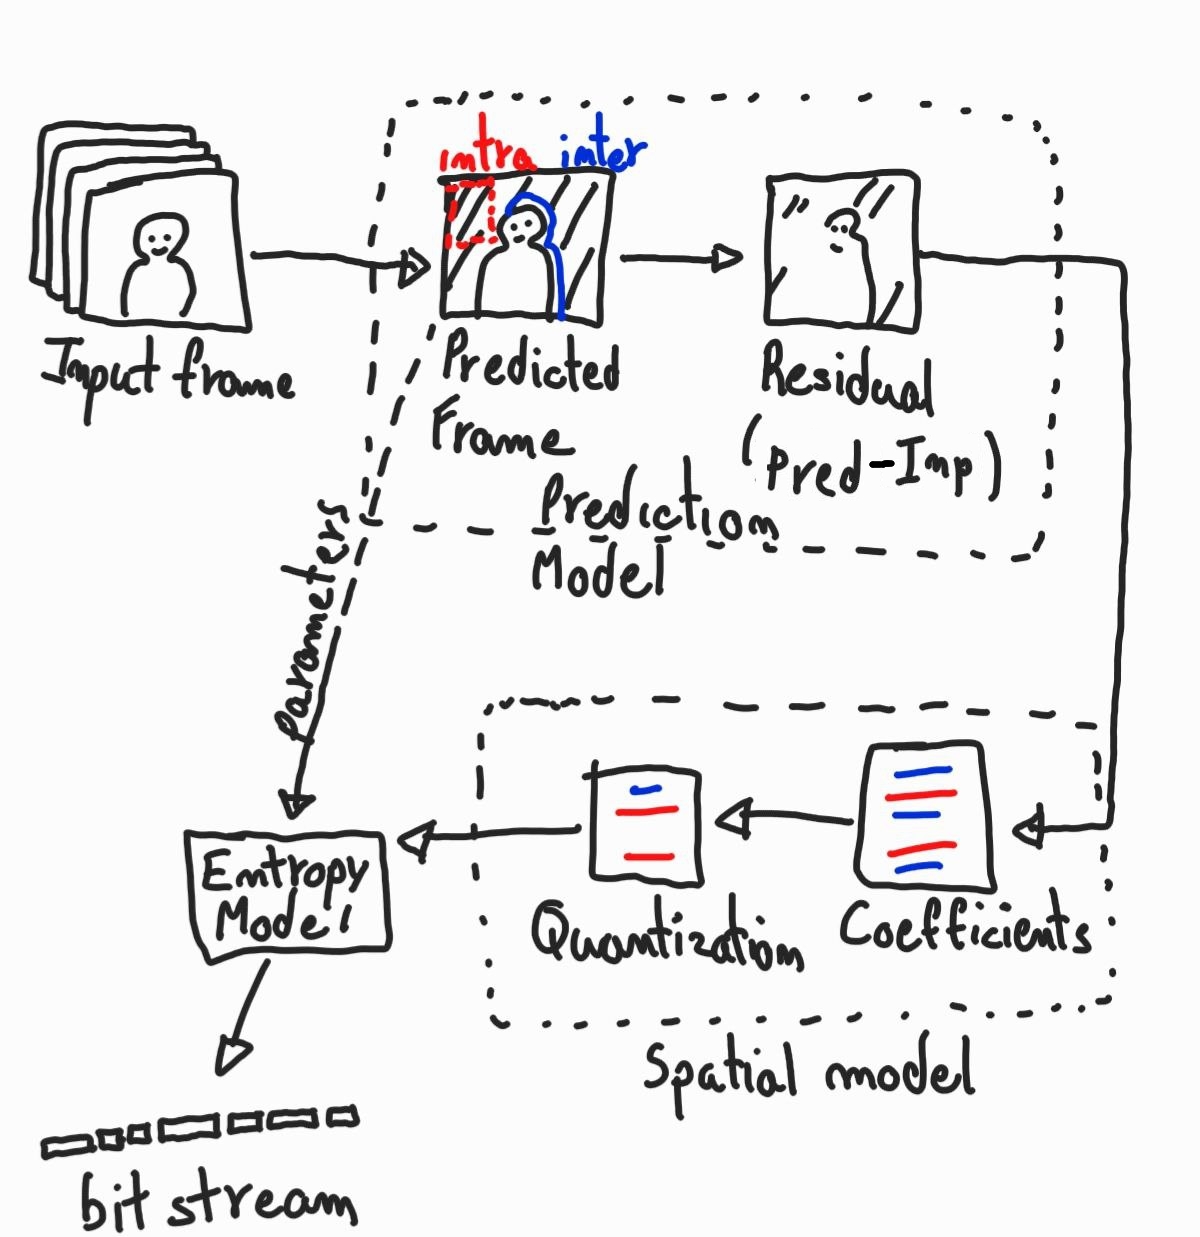 intra inter
Input frame
Predicted
Frame
Residual
(Pred-Inp)
Prediction
Model
Parameters
Entropy
Model
Quantization
Coefficients
Spatial model
bit stream